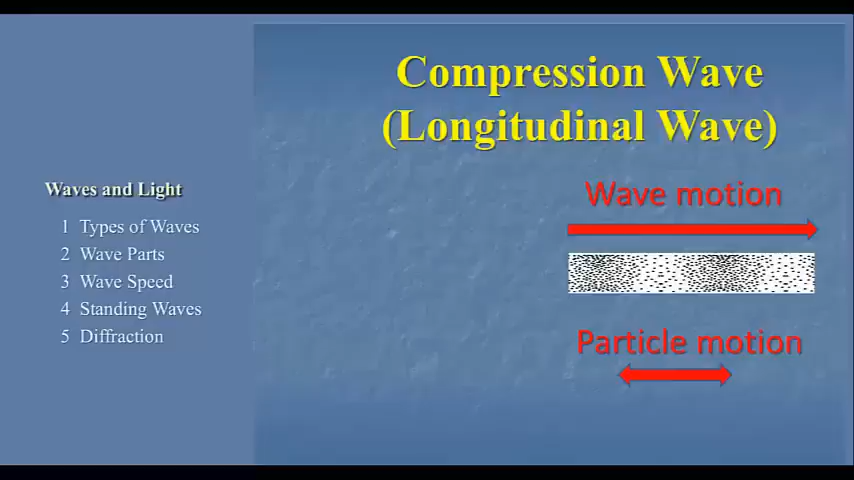 Compression Wave
(Longitudinal Wave)
Waves and Light
1 Types of Waves
2 Wave Parts
3 Wave Speed
4 Standing Waves
5 Diffraction
Wave motion
Particle motion